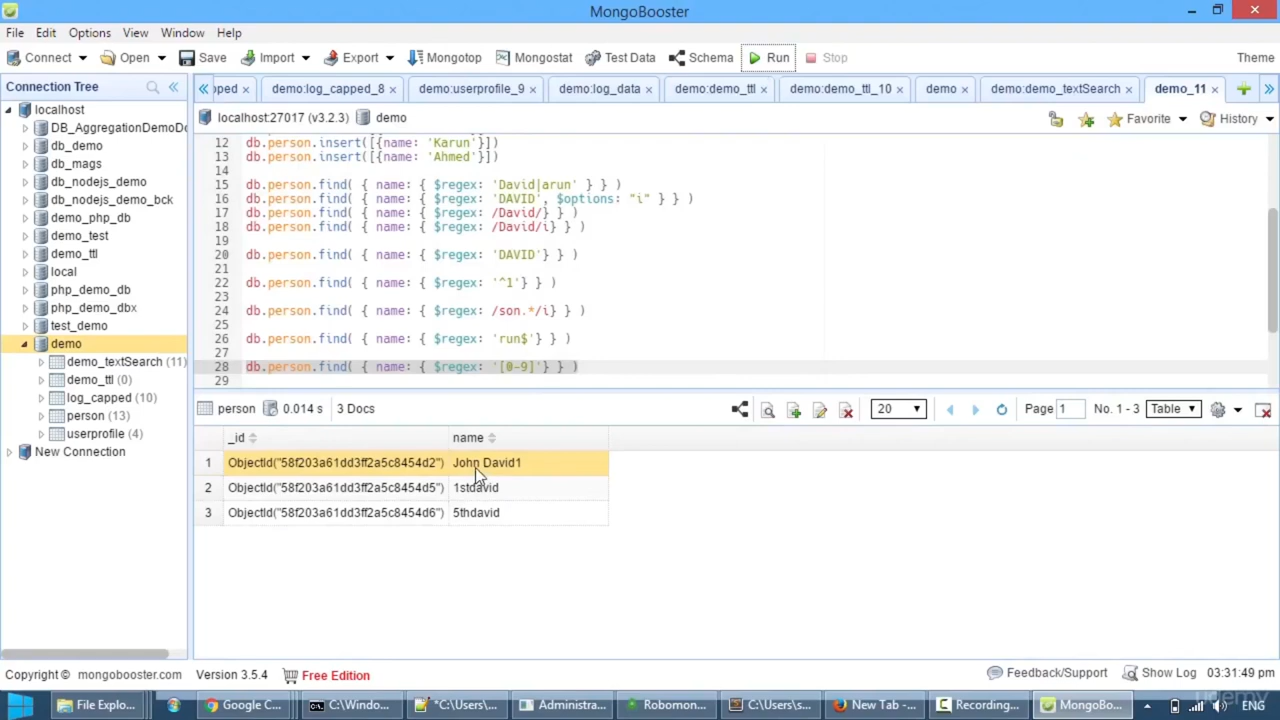 MongoBooster
File Edit Options View Window Help
Connect Open Save Import Export Mongotop Mongostat Test Data Schema Run Stop Theme
Connection Tree
pped × demo:log_capped_8 × demo:userprofile_9 × demo:log_data × demo:demo_ttl × demo:demo_ttl_10 × demo × demo:demo_textSearch × demo_11 ×
localhost:27017 (v3.2.3) demo Favorite History
localhost
DB_AggregationDemoDo
db_demo
db_mags
db_nodejs_demo
db_nodejs_demo_bck
demo_php_db
demo_test
demo_ttl
local
php_demo_db
php_demo_dbx
test_demo
demo
demo_textSearch (11)
demo_ttl (0)
log_capped (10)
person (13)
userprofile (4)
New Connection
12 db.person.insert([{name: 'Karun'}])
13 db.person.insert([{name: 'Ahmed'}])
14
15 db.person.find( { name: { $regex: 'David|arun' } } )
16 db.person.find( { name: { $regex: 'DAVID', $options: "i" } } )
17 db.person.find( { name: { $regex: /David/} } )
18 db.person.find( { name: { $regex: /David/i} } )
19
20 db.person.find( { name: { $regex: 'DAVID'} } )
21
22 db.person.find( { name: { $regex: '^1'} } )
23
24 db.person.find( { name: { $regex: /son.*/i} } )
25
26 db.person.find( { name: { $regex: 'run$'} } )
27
28 db.person.find( { name: { $regex: '[0-9]'} } )
29
person 0.014 s 3 Docs 20 Page 1 No. 1 - 3 Table
_id name
1 ObjectId("58f203a61dd3ff2a5c8454d2") John David1
2 ObjectId("58f203a61dd3ff2a5c8454d5") 1stdavid
3 ObjectId("58f203a61dd3ff2a5c8454d6") 5thdavid
Copyright © mongobooster.com Version 3.5.4 Free Edition Feedback/Support Show Log 03:31:49 pm
File Explo... Google C... C:\Windo... *C:\Users\... Administra... Robomon... C:\Users\s... New Tab -... Recording... MongoBo... ENG
udemy